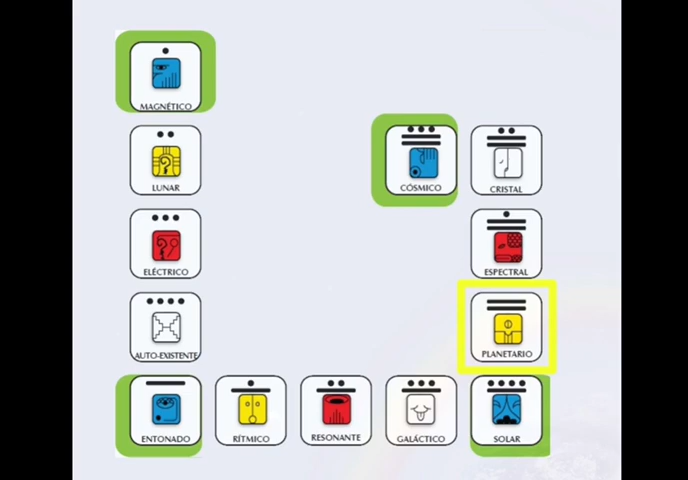 MAGNÉTICO
LUNAR
CÓSMICO
CRISTAL
ELÉCTRICO
ESPECTRAL
AUTO-EXISTENTE
PLANETARIO
ENTONADO
RÍTMICO
RESONANTE
GALÁCTICO
SOLAR